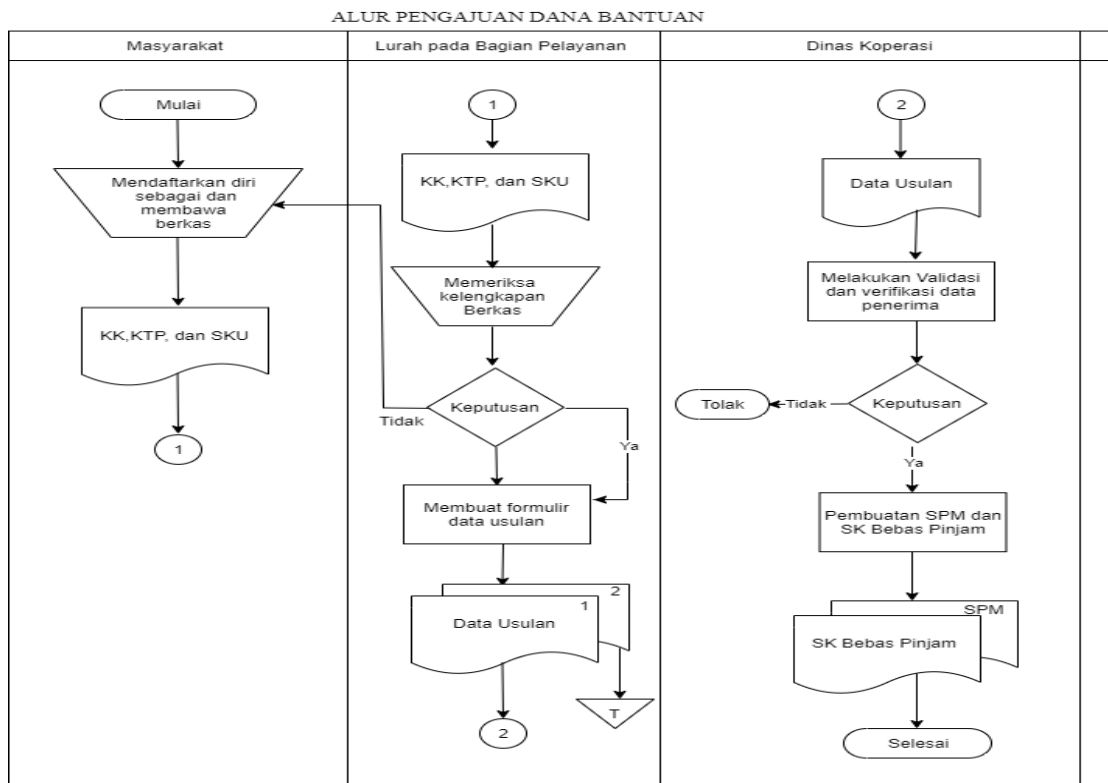 ALUR PENGAJUAN DANA BANTUAN
Masyarakat
Lurah pada Bagian Pelayanan
Dinas Koperasi
Mulai
Mendaftarkan diri
sebagai dan
membawa
berkas
KK,KTP, dan SKU
1
1
KK,KTP, dan SKU
Memeriksa
kelengkapan
Berkas
Keputusan
Tidak
Ya
Membuat formulir
data usulan
2
1
Data Usulan
T
2
2
Data Usulan
Melakukan Validasi
dan verifikasi data
penerima
Keputusan
Tidak
Tolak
Ya
Pembuatan SPM dan
SK Bebas Pinjam
SPM
SK Bebas Pinjam
Selesai